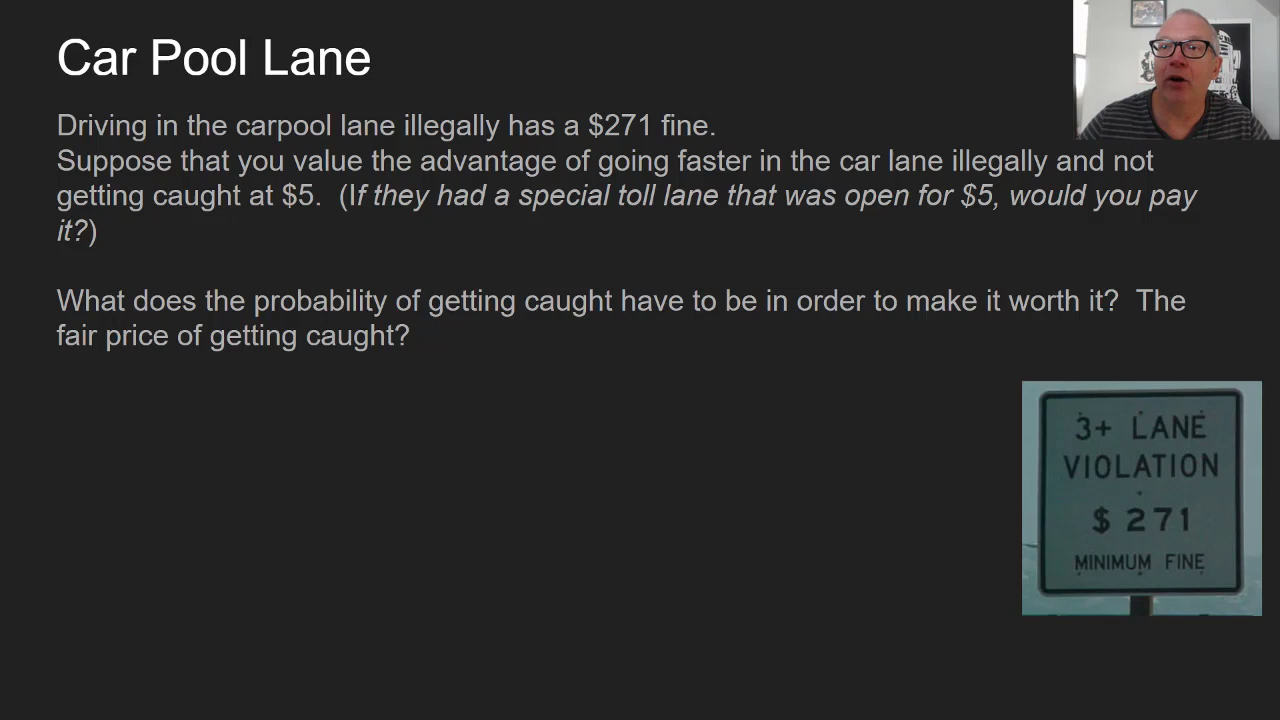 Car Pool Lane
Driving in the carpool lane illegally has a $271 fine.
Suppose that you value the advantage of going faster in the car lane illegally and not
getting caught at $5.  (If they had a special toll lane that was open for $5, would you pay
it?)
What does the probability of getting caught have to be in order to make it worth it?  The
fair price of getting caught?
3+ LANE
VIOLATION
$ 271
MINIMUM FINE